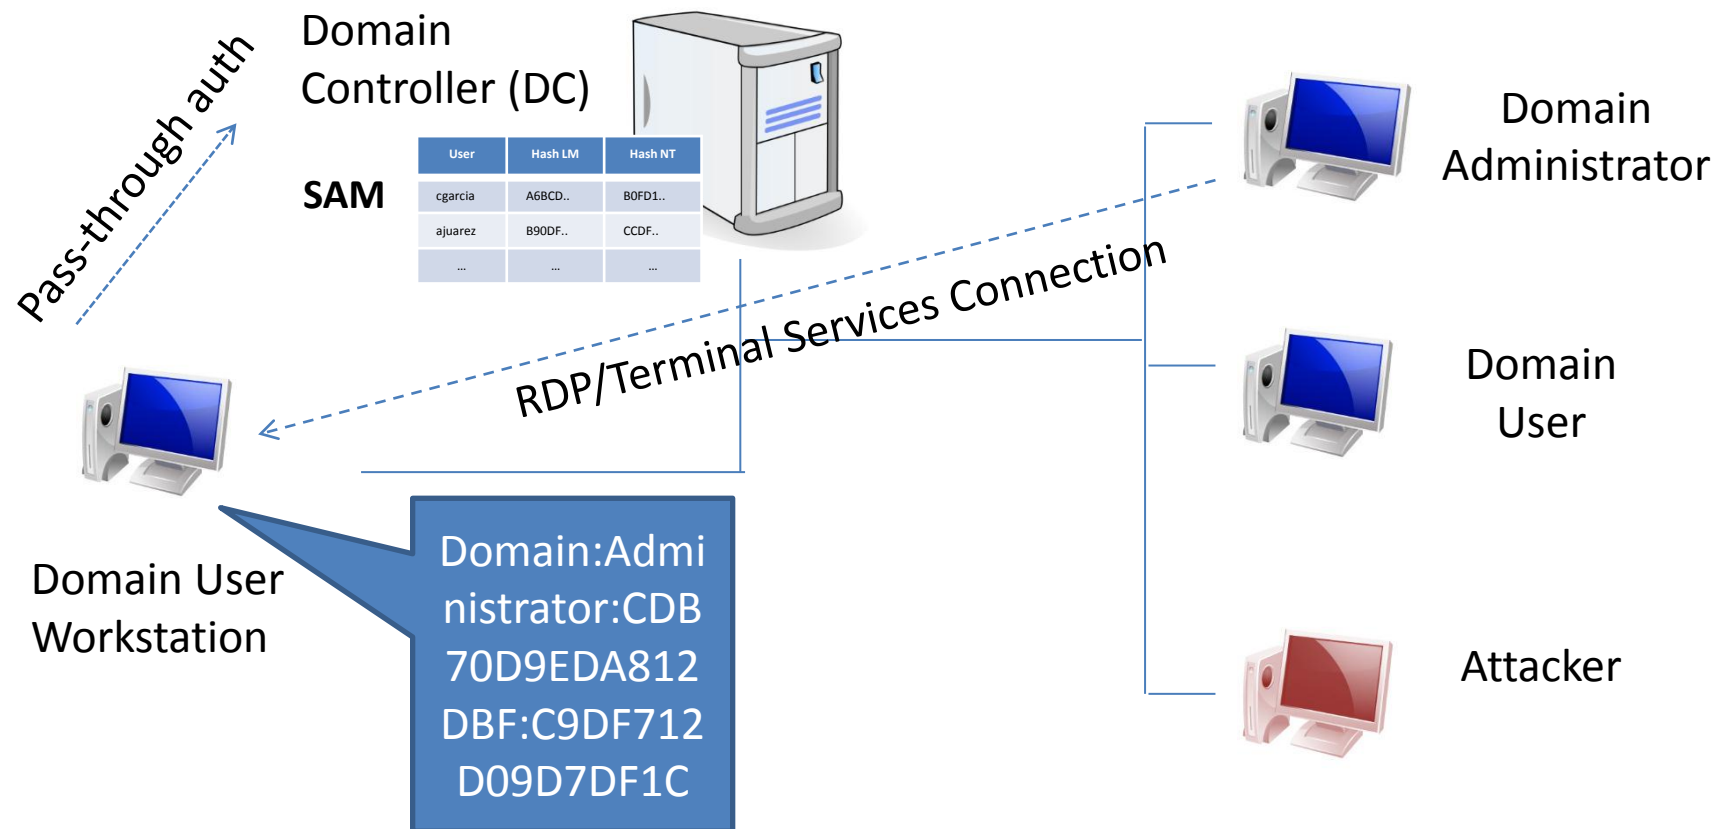 Domain
Controller (DC)
Pass-through auth
SAM
User Hash LM Hash NT
cgarcia A6BCD.. B0FD1..
ajuarez B90DF.. CCDF..
... ... ...
Domain
Administrator
RDP/Terminal Services Connection
Domain
User
Domain User
Workstation
Domain:Admi
nistrator:CDB
70D9EDA812
DBF:C9DF712
D09D7DF1C
Attacker